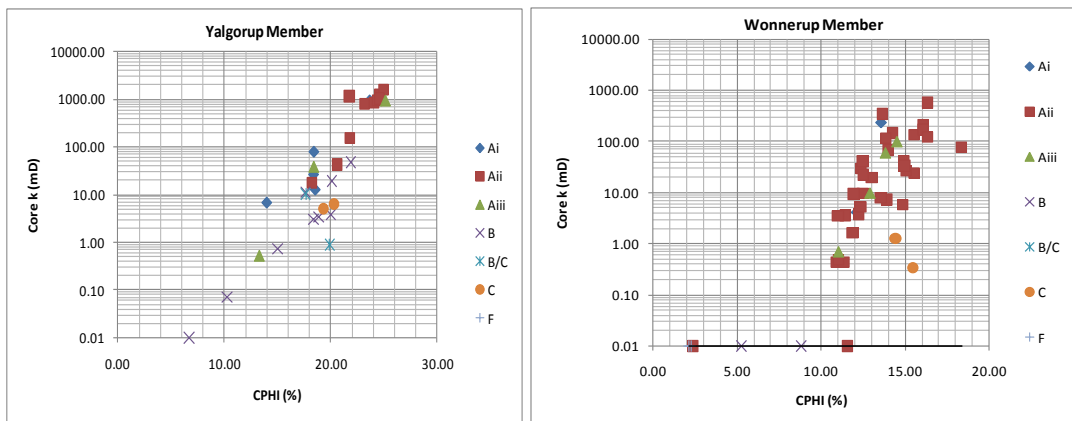 Yalgorup Member
10000.00
1000.00
100.00
10.00
1.00
0.10
0.01
Core k (mD)
0.00 10.00 20.00 30.00
CPHI (%)
Ai
Aii
Aiii
B
B/C
C
F
Wonnerup Member
10000.00
1000.00
100.00
10.00
1.00
0.10
0.01
Core k (mD)
0.00 5.00 10.00 15.00 20.00
CPHI (%)
Ai
Aii
Aiii
B
B/C
C
F